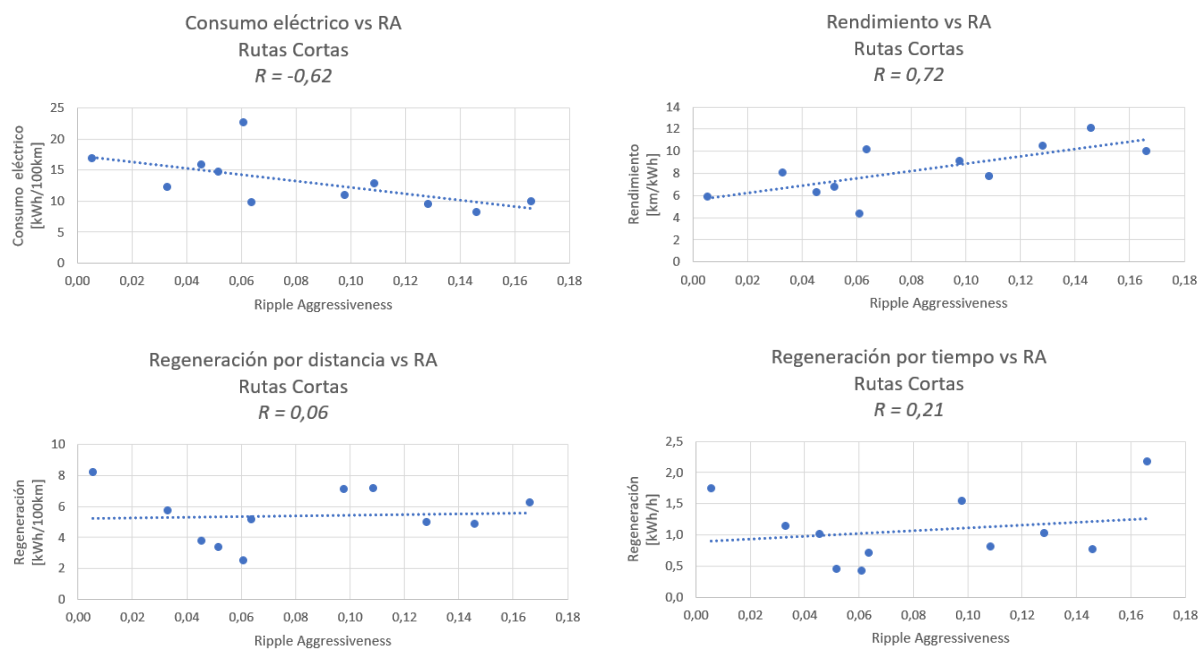 Consumo eléctrico vs RA
Rutas Cortas
R = -0,62
Consumo eléctrico
[kWh/100km]
25
20
15
10
5
0
0,00 0,02 0,04 0,06 0,08 0,10 0,12 0,14 0,16 0,18
Ripple Aggressiveness
Rendimiento vs RA
Rutas Cortas
R = 0,72
Rendimiento
[km/kWh]
14
12
10
8
6
4
2
0
0,00 0,02 0,04 0,06 0,08 0,10 0,12 0,14 0,16 0,18
Ripple Aggressiveness
Regeneración por distancia vs RA
Rutas Cortas
R = 0,06
Regeneración
[kWh/100km]
10
8
6
4
2
0
0,00 0,02 0,04 0,06 0,08 0,10 0,12 0,14 0,16 0,18
Ripple Aggressiveness
Regeneración por tiempo vs RA
Rutas Cortas
R = 0,21
Regeneración
[kWh/h]
2,5
2,0
1,5
1,0
0,5
0,0
0,00 0,02 0,04 0,06 0,08 0,10 0,12 0,14 0,16 0,18
Ripple Aggressiveness